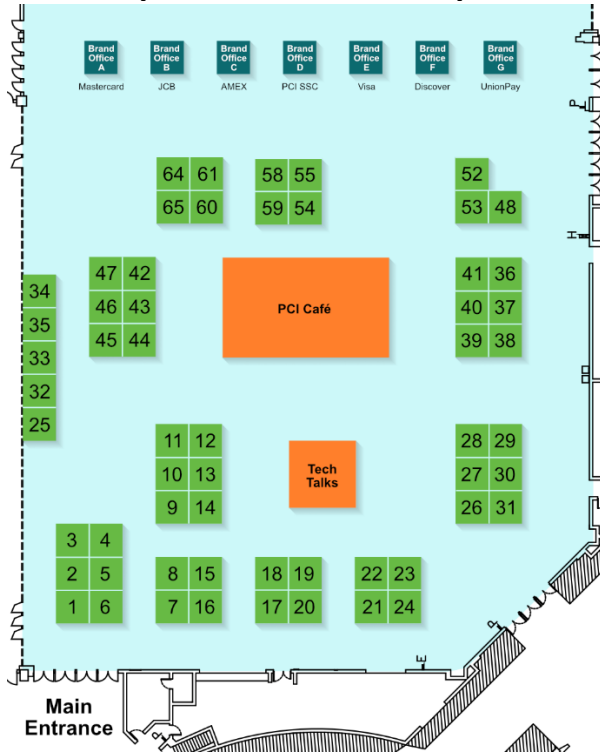 Brand Office A
Brand Office B
Brand Office C
Brand Office D
Brand Office E
Brand Office F
Brand Office G
Mastercard
JCB
AMEX
PCI SSC
Visa
Discover
UnionPay
P
64 61
58 55
52
65 60
59 54
53 48
H
47 42
41 36
46 43
PCI Café
40 37
45 44
39 38
34
35
33
32
25
11 12
28 29
10 13
Tech
Talks
27 30
9 14
26 31
3 4
2 5
8 15
18 19
22 23
1 6
7 16
17 20
21 24
P
E
Main
Entrance
P